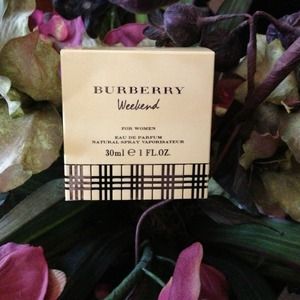 BURBERRY
Weekend
FOR WOMEN
EAU DE PARFUM
NATURAL SPRAY VAPORISATEUR
30ml ℮ 1 FL.OZ.